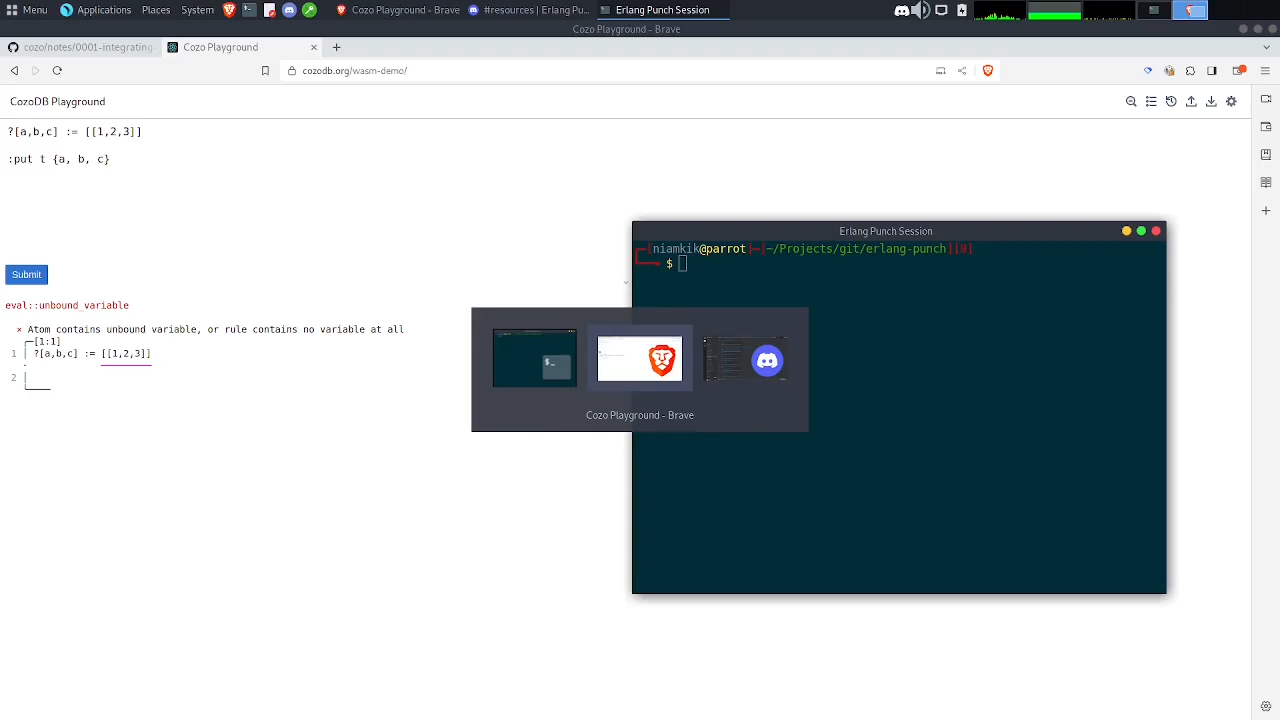 Menu Applications Places System Cozo Playground - Brave #resources | Erlang Pu... Erlang Punch Session
Cozo Playground - Brave
cozo/notes/0001-integrating- Cozo Playground
cozodb.org/wasm-demo/
CozoDB Playground
?[a,b,c] := [[1,2,3]]
:put t {a, b, c}
Submit
eval::unbound_variable
× Atom contains unbound variable, or rule contains no variable at all
[1:1]
1 ?[a,b,c] := [[1,2,3]]
2
Erlang Punch Session
[niamkik@parrot]-[~/Projects/git/erlang-punch][0]
$
Cozo Playground - Brave